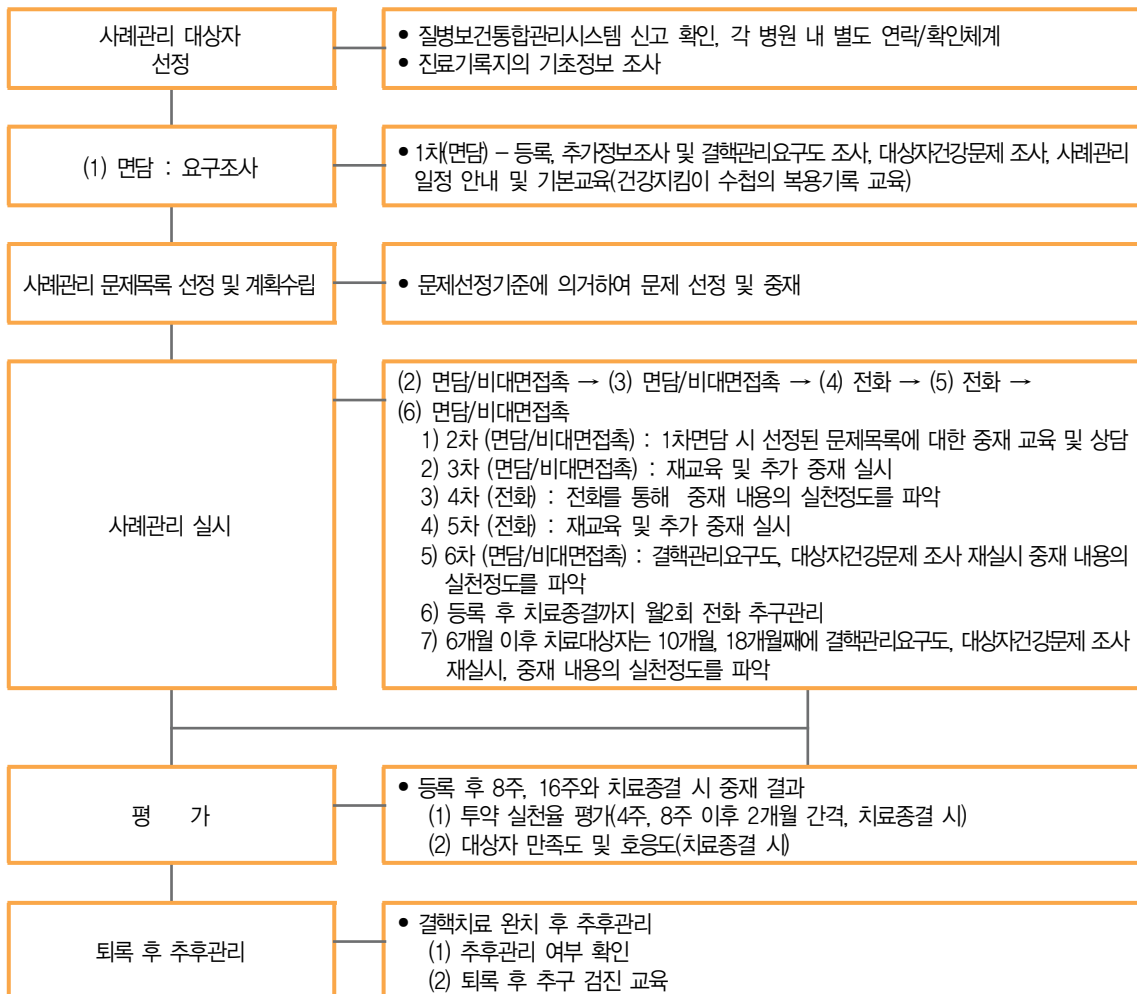 사례관리 대상자
선정
• 질병보건통합관리시스템 신고 확인, 각 병원 내 별도 연락/확인체계
• 진료기록지의 기초정보 조사
(1) 면담 : 요구조사
• 1차(면담) – 등록, 추가정보조사 및 결핵관리요구도 조사, 대상자건강문제 조사, 사례관리
일정 안내 및 기본교육(건강지킴이 수첩의 복용기록 교육)
사례관리 문제목록 선정 및 계획수립
• 문제선정기준에 의거하여 문제 선정 및 중재
사례관리 실시
(2) 면담/비대면접촉 → (3) 면담/비대면접촉 → (4) 전화 → (5) 전화 →
(6) 면담/비대면접촉
1) 2차 (면담/비대면접촉) : 1차면담 시 선정된 문제목록에 대한 중재 교육 및 상담
2) 3차 (면담/비대면접촉) : 재교육 및 추가 중재 실시
3) 4차 (전화) : 전화를 통해 중재 내용의 실천정도를 파악
4) 5차 (전화) : 재교육 및 추가 중재 실시
5) 6차 (면담/비대면접촉) : 결핵관리요구도, 대상자건강문제 조사 재실시 중재 내용의
실천정도를 파악
6) 등록 후 치료종결까지 월2회 전화 추구관리
7) 6개월 이후 치료대상자는 10개월, 18개월째에 결핵관리요구도, 대상자건강문제 조사
재실시, 중재 내용의 실천정도를 파악
평 가
• 등록 후 8주, 16주와 치료종결 시 중재 결과
(1) 투약 실천율 평가(4주, 8주 이후 2개월 간격, 치료종결 시)
(2) 대상자 만족도 및 호응도(치료종결 시)
퇴록 후 추후관리
• 결핵치료 완치 후 추후관리
(1) 추후관리 여부 확인
(2) 퇴록 후 추구 검진 교육